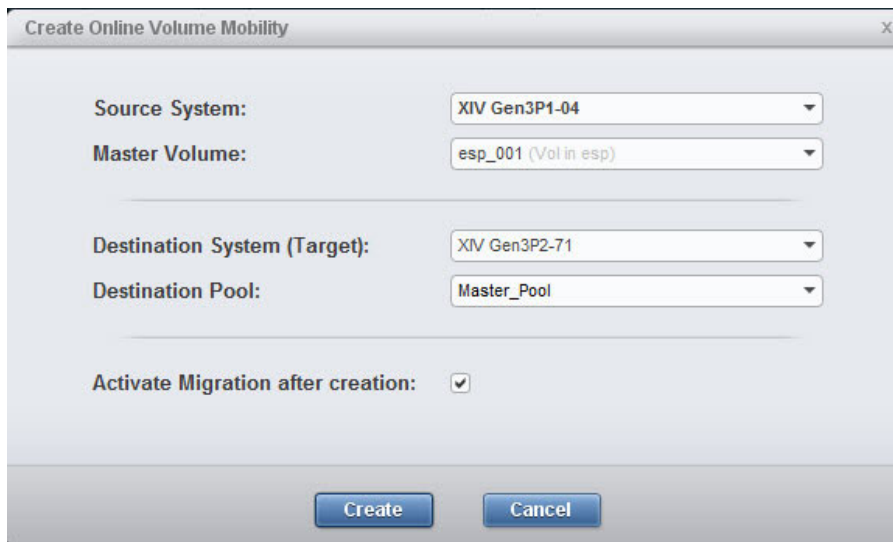 Create Online Volume Mobility x
Source System: XIV Gen3P1-04
Master Volume: esp_001 (Vol in esp)
Destination System (Target): XIV Gen3P2-71
Destination Pool: Master_Pool
Activate Migration after creation:
Create Cancel